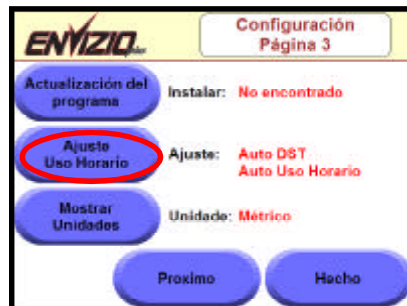 ENVIZIO plus
Configuración
Página 3
Actualización del
programa
Instalar: No encontrado
Ajuste
Uso Horario
Ajuste: Auto DST
Auto Uso Horario
Mostrar
Unidades
Unidade: Métrico
Proximo
Hecho